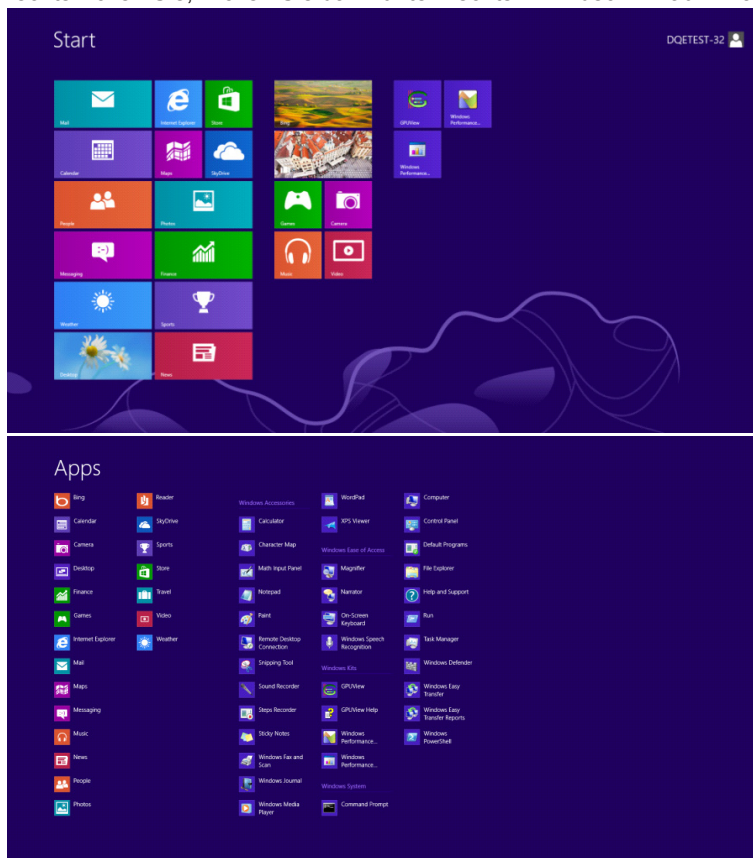 Start
DQETEST-32
Mail
Internet Explorer
Store
Bing
GPUView
Windows Performance...
Calendar
Maps
SkyDrive
Windows Performance...
People
Photos
Games
Camera
Messaging
Finance
Music
Video
Weather
Sports
Desktop
News
Apps
Bing
Calendar
Camera
Desktop
Finance
Games
Internet Explorer
Mail
Maps
Messaging
Music
News
People
Photos
Reader
SkyDrive
Sports
Store
Travel
Video
Weather
Windows Accessories
Calculator
Character Map
Math Input Panel
Notepad
Paint
Remote Desktop
Connection
Snipping Tool
Sound Recorder
Steps Recorder
Sticky Notes
Windows Fax and
Scan
Windows Journal
Windows Media
Player
WordPad
XPS Viewer
Windows Ease of Access
Magnifier
Narrator
On-Screen
Keyboard
Windows Speech
Recognition
Windows Kits
GPUView
GPUView Help
Windows
Performance...
Windows
Performance...
Windows System
Command Prompt
Computer
Control Panel
Default Programs
File Explorer
Help and Support
Run
Task Manager
Windows Defender
Windows Easy
Transfer
Windows Easy
Transfer Reports
Windows
PowerShell